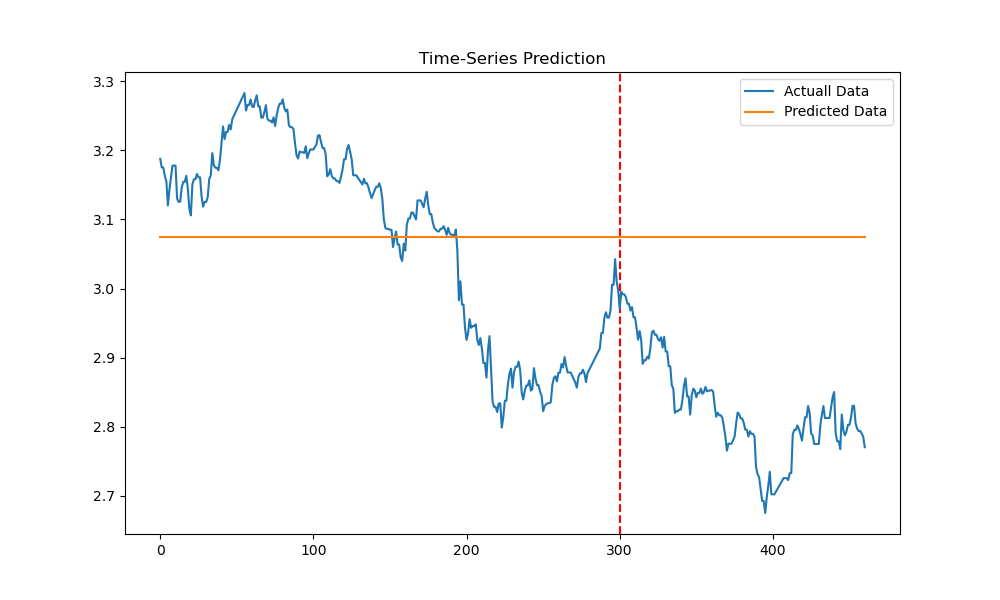 Time-Series Prediction
Actuall Data
Predicted Data
3.3
3.2
3.1
3.0
2.9
2.8
2.7
0 100 200 300 400